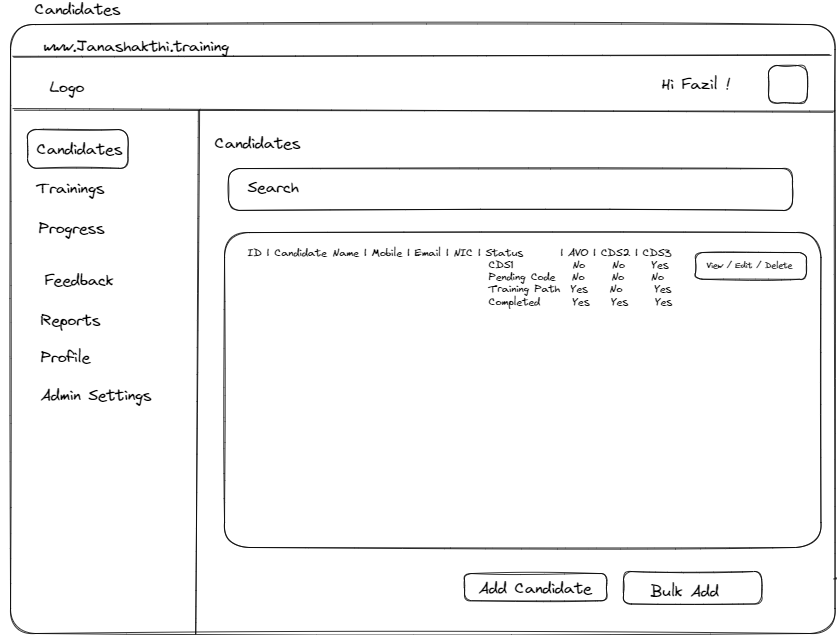 Candidates
www.Janashakthi.training
Logo
Hi Fazil !
Candidates
Trainings
Progress
Feedback
Reports
Profile
Admin Settings
Candidates
Search
ID | Candidate Name | Mobile | Email | NIC | Status | AVO | CDS2 | CDS3
CDS1 No No Yes
Pending Code No No No
Training Path Yes No Yes
Completed Yes Yes Yes
View / Edit / Delete
Add Candidate
Bulk Add